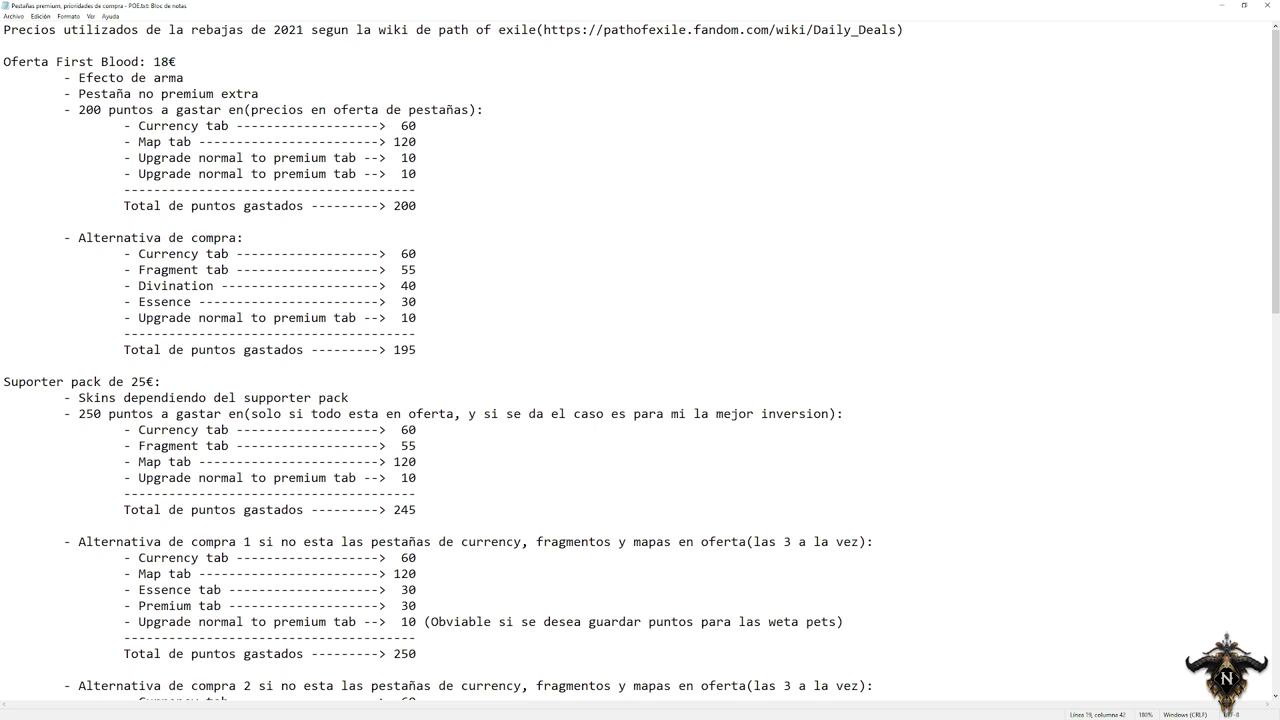 Pestañas premium, prioridades de compra - POE.txt: Bloc de notas
Archivo Edición Formato Ver Ayuda
Precios utilizados de la rebajas de 2021 segun la wiki de path of exile(https://pathofexile.fandom.com/wiki/Daily_Deals)
Oferta First Blood: 18€
- Efecto de arma
- Pestaña no premium extra
- 200 puntos a gastar en(precios en oferta de pestañas):
- Currency tab -------------------> 60
- Map tab ------------------------> 120
- Upgrade normal to premium tab --> 10
- Upgrade normal to premium tab --> 10
---------------------------------------
Total de puntos gastados ---------> 200
- Alternativa de compra:
- Currency tab -------------------> 60
- Fragment tab -------------------> 55
- Divination ---------------------> 40
- Essence ------------------------> 30
- Upgrade normal to premium tab --> 10
---------------------------------------
Total de puntos gastados ---------> 195
Suporter pack de 25€:
- Skins dependiendo del supporter pack
- 250 puntos a gastar en(solo si todo esta en oferta, y si se da el caso es para mi la mejor inversion):
- Currency tab -------------------> 60
- Fragment tab -------------------> 55
- Map tab ------------------------> 120
- Upgrade normal to premium tab --> 10
---------------------------------------
Total de puntos gastados ---------> 245
- Alternativa de compra 1 si no esta las pestañas de currency, fragmentos y mapas en oferta(las 3 a la vez):
- Currency tab -------------------> 60
- Map tab ------------------------> 120
- Essence tab --------------------> 30
- Premium tab --------------------> 30
- Upgrade normal to premium tab --> 10 (Obviable si se desea guardar puntos para las weta pets)
---------------------------------------
Total de puntos gastados ---------> 250
- Alternativa de compra 2 si no esta las pestañas de currency, fragmentos y mapas en oferta(las 3 a la vez):
N
Línea 19, columna 42 180% Windows (CRLF)